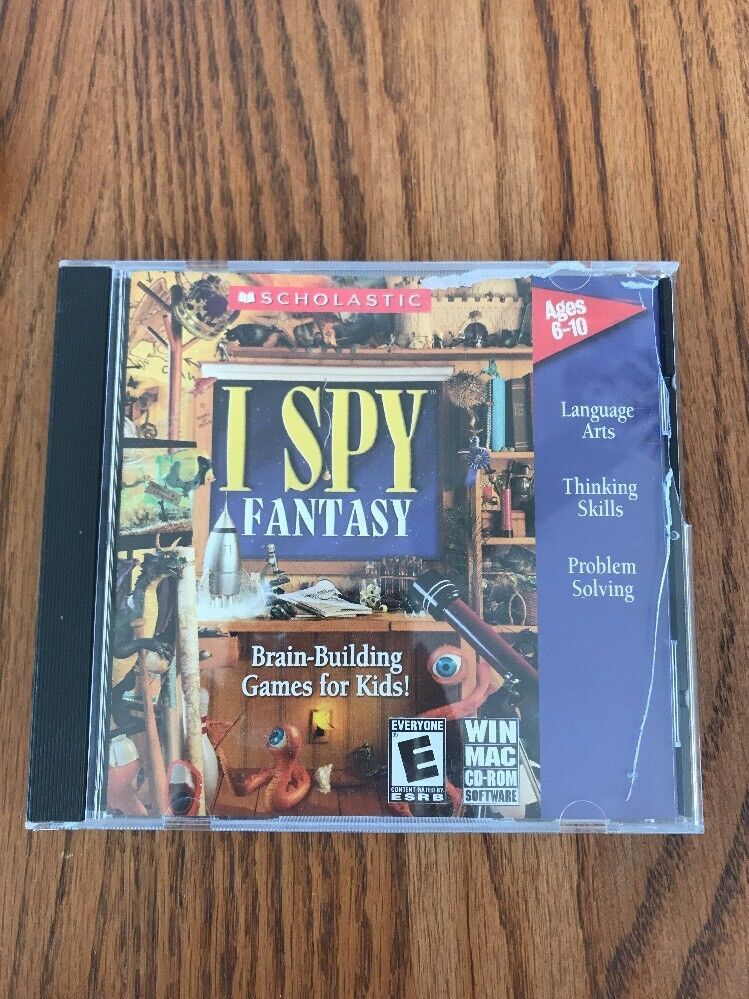 SCHOLASTIC
Ages
6-10
I SPY™
FANTASY
Language
Arts
Thinking
Skills
Problem
Solving
Brain-Building
Games for Kids!
EVERYONE
E
CONTENT RATED BY
ESRB
WIN
MAC
CD-ROM
SOFTWARE